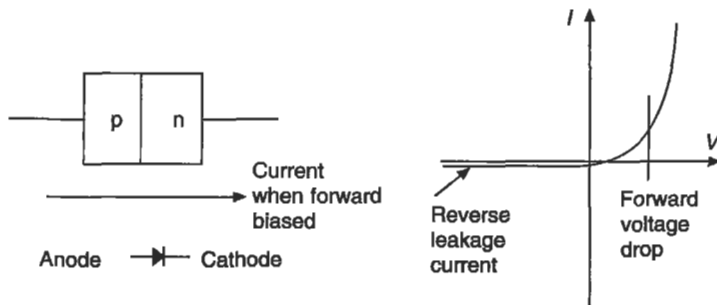 p n
Current
when forward
biased
Anode Cathode
I
V
Reverse
leakage
current
Forward
voltage
drop